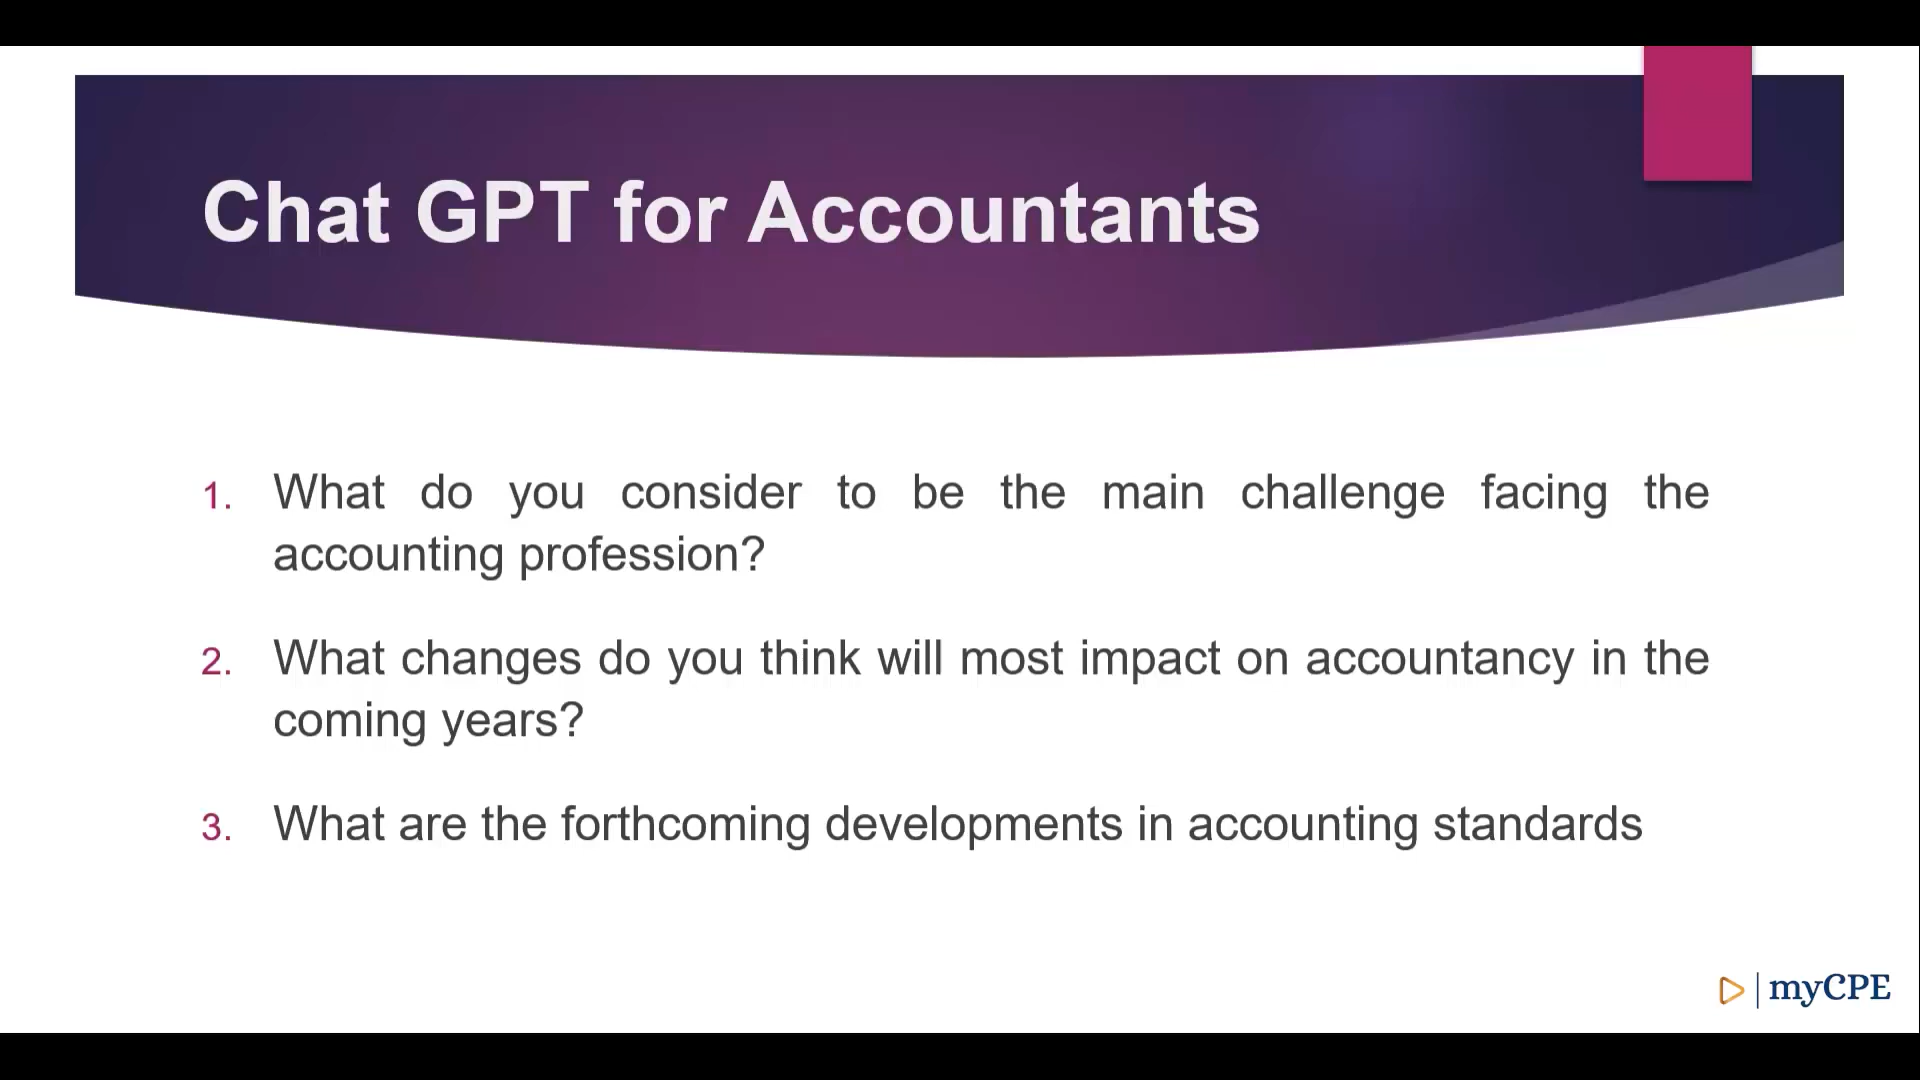 Chat GPT for Accountants
1. What do you consider to be the main challenge facing the
accounting profession?
2. What changes do you think will most impact on accountancy in the
coming years?
3. What are the forthcoming developments in accounting standards
myCPE